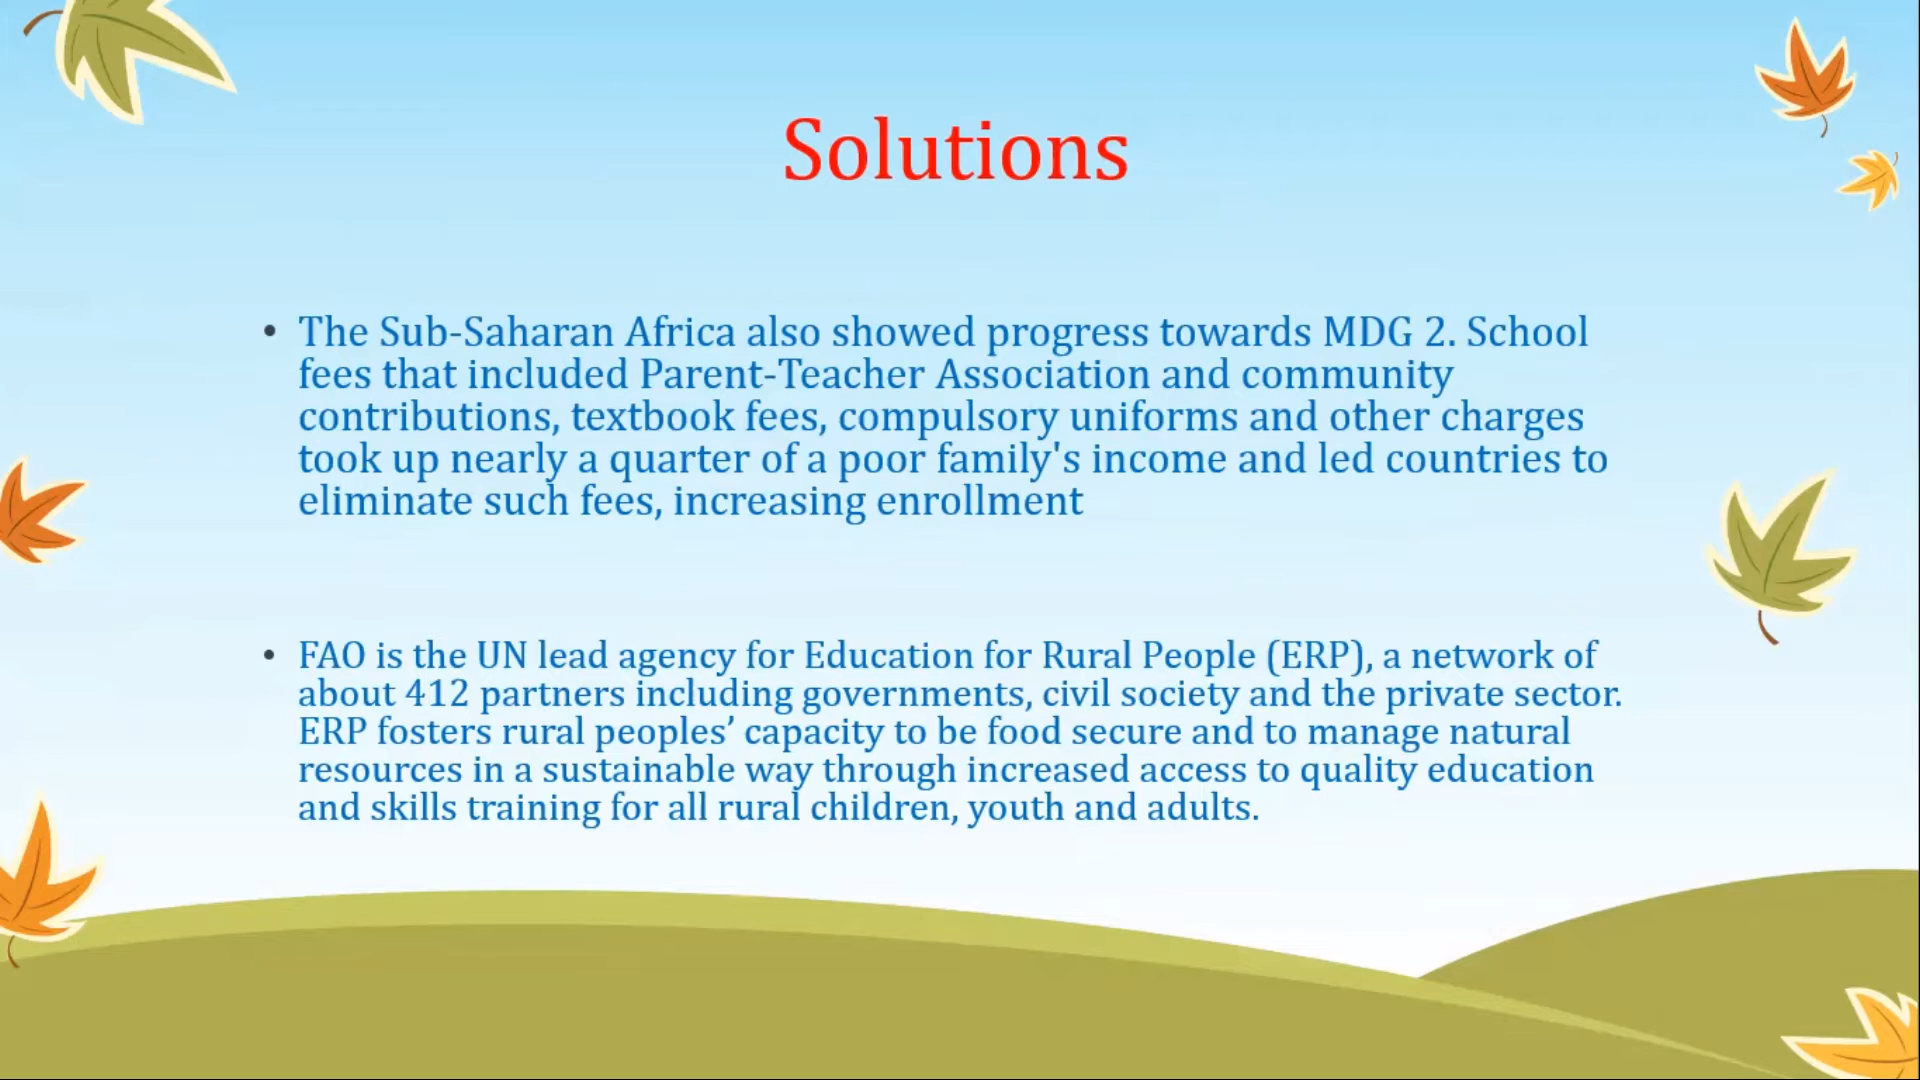 Solutions
• The Sub-Saharan Africa also showed progress towards MDG 2. School
fees that included Parent-Teacher Association and community
contributions, textbook fees, compulsory uniforms and other charges
took up nearly a quarter of a poor family's income and led countries to
eliminate such fees, increasing enrollment
• FAO is the UN lead agency for Education for Rural People (ERP), a network of
about 412 partners including governments, civil society and the private sector.
ERP fosters rural peoples’ capacity to be food secure and to manage natural
resources in a sustainable way through increased access to quality education
and skills training for all rural children, youth and adults.